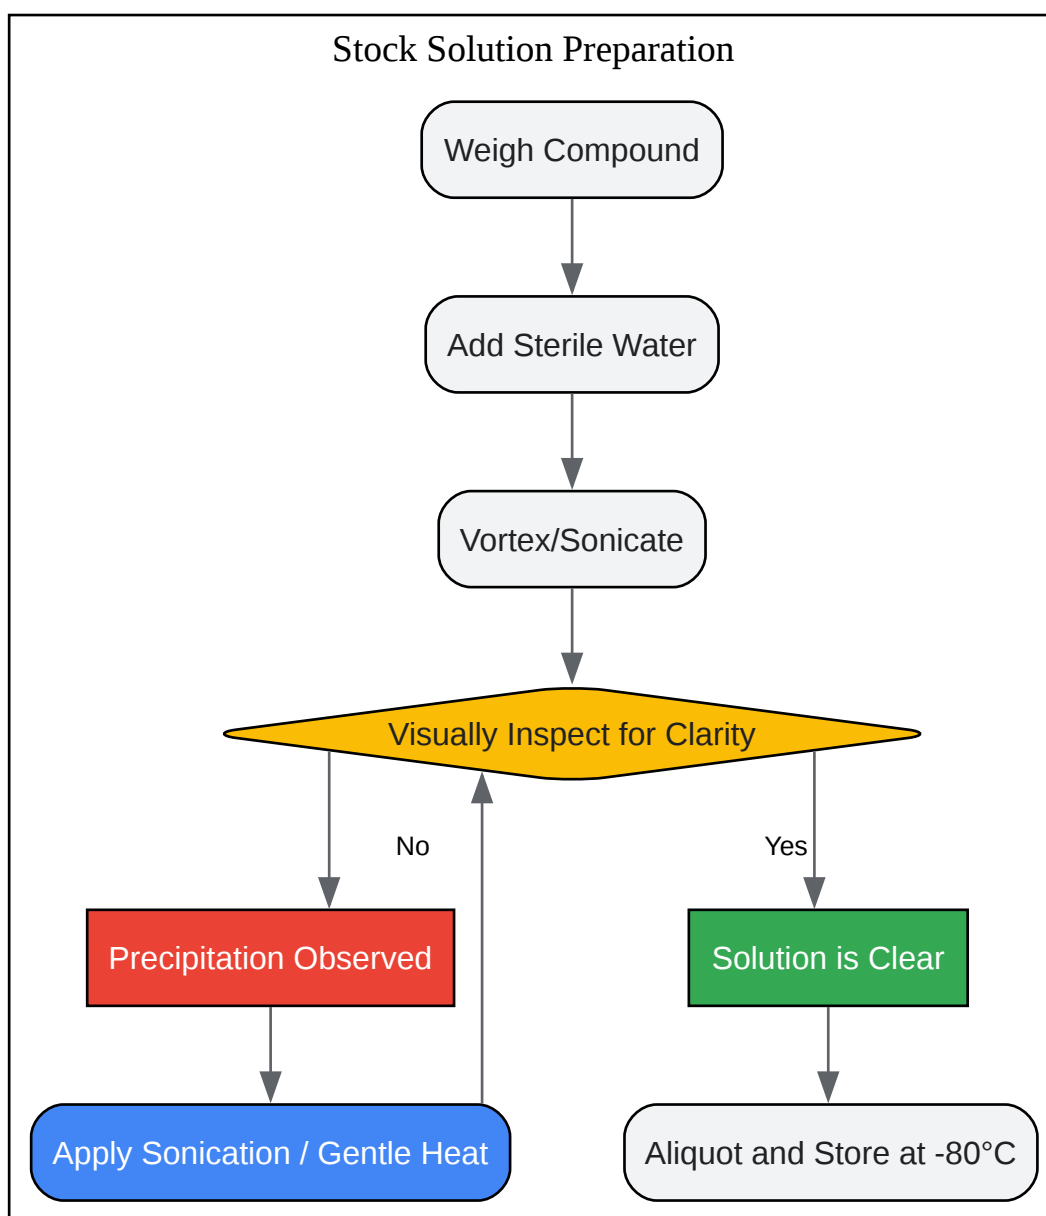 Stock Solution Preparation
Weigh Compound
Add Sterile Water
Vortex/Sonicate
Visually Inspect for Clarity
No
Yes
Precipitation Observed
Solution is Clear
Apply Sonication / Gentle Heat
Aliquot and Store at -80°C